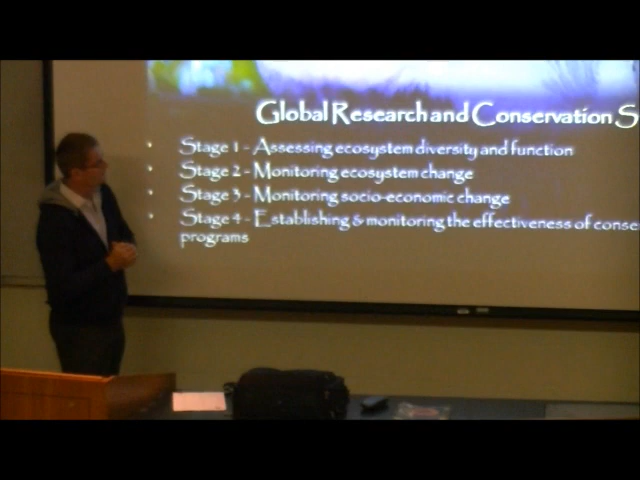 Global Research and Conservation S
• Stage 1 - Assessing ecosystem diversity and function
• Stage 2 - Monitoring ecosystem change
• Stage 3 - Monitoring socio-economic change
• Stage 4 - Establishing & monitoring the effectiveness of conse
programs